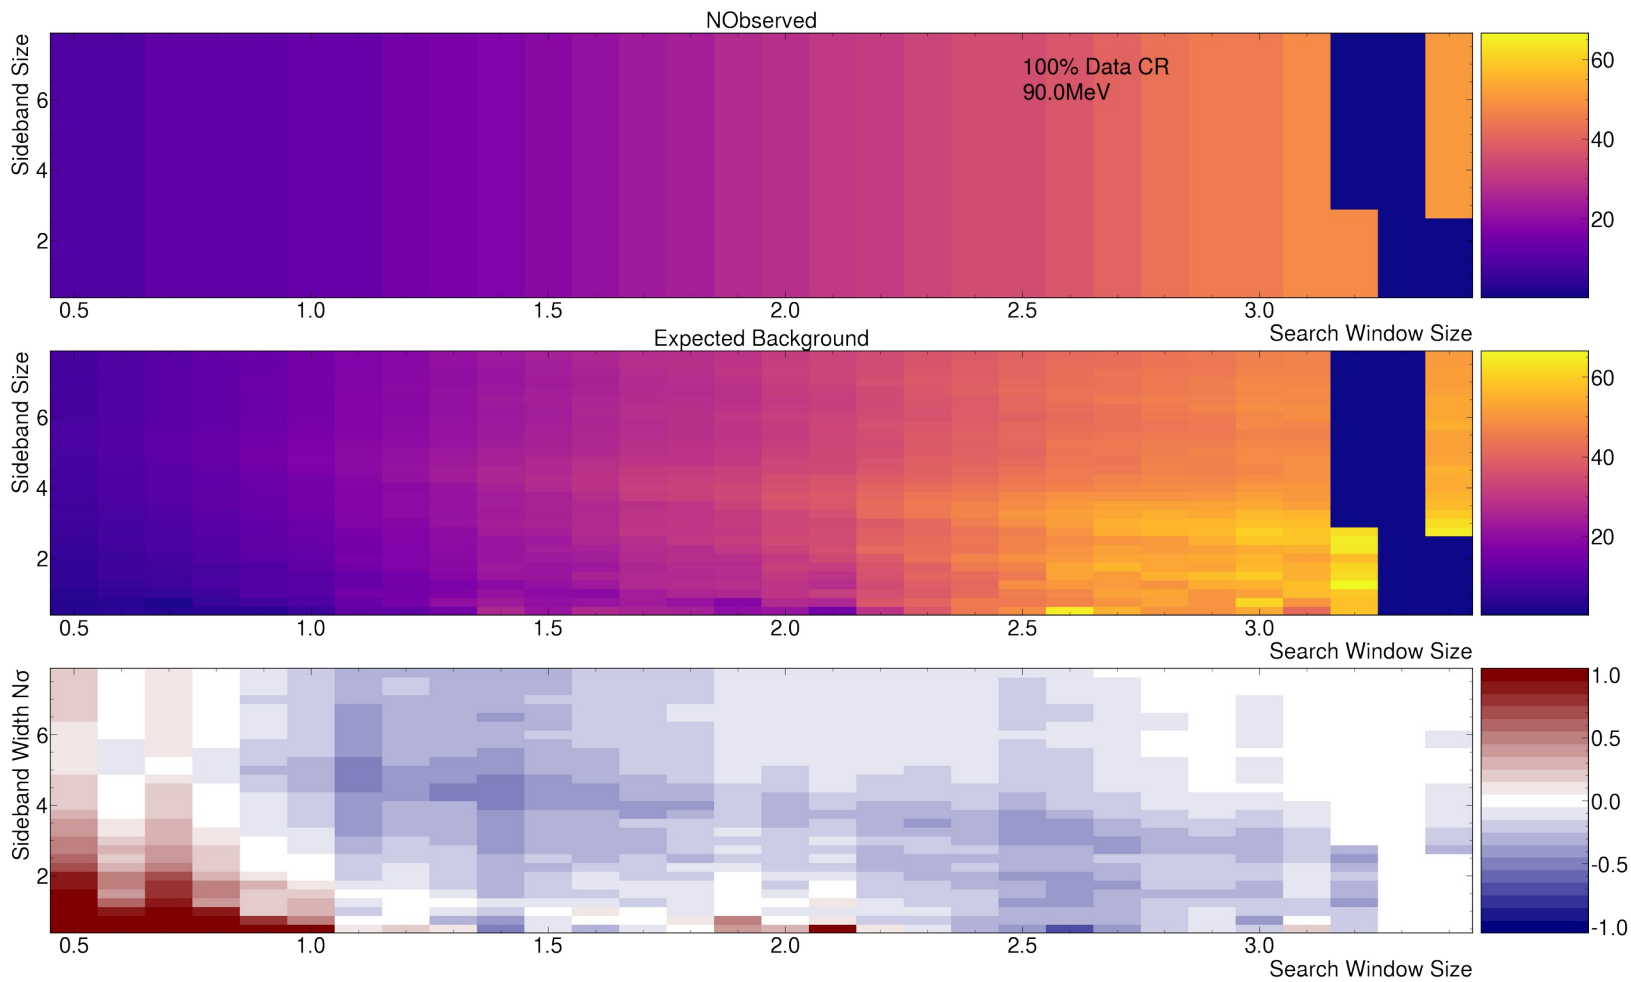 NObserved
Sideband Size
100% Data CR
90.0MeV
6
4
2
60
40
20
0.5 1.0 1.5 2.0 2.5 3.0
Search Window Size
Expected Background
Sideband Size
6
4
2
60
40
20
0.5 1.0 1.5 2.0 2.5 3.0
Search Window Size
Sideband Width Nσ
6
4
2
1.0
0.5
0.0
-0.5
-1.0
0.5 1.0 1.5 2.0 2.5 3.0
Search Window Size